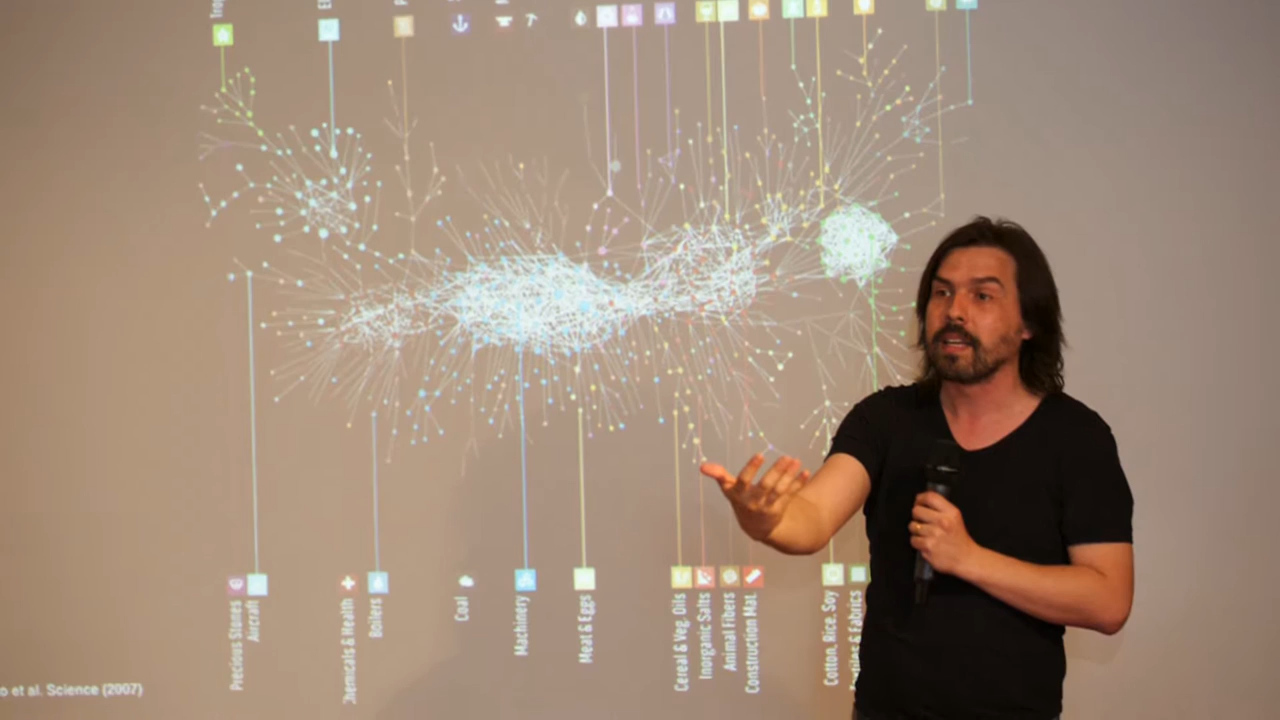 Precious Stones
Aircraft
Chemicals & Health
Boilers
Coal
Machinery
Meat & Eggs
Cereal & Veg. Oils
Inorganic Salts
Animal Fibers
Construction Mat.
Cotton, Rice, Soy
& Fabrics
o et al. Science (2007)